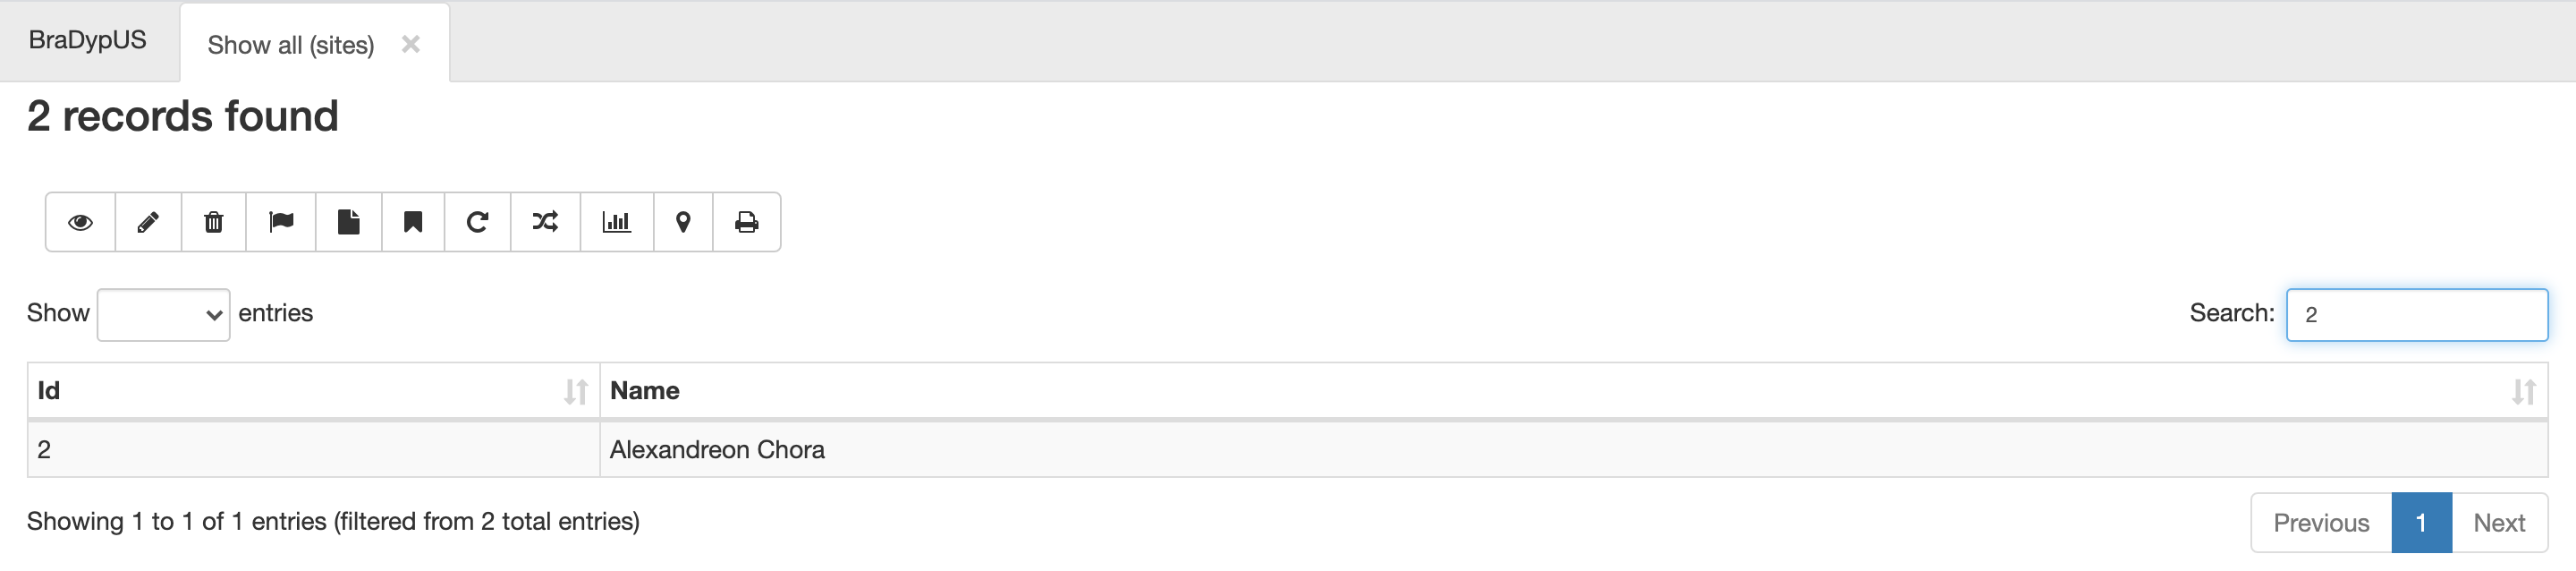 BraDypUS
Show all (sites) ×
2 records found
Show entries
Search: 2
Id Name
2 Alexandreon Chora
Showing 1 to 1 of 1 entries (filtered from 2 total entries)
Previous 1 Next